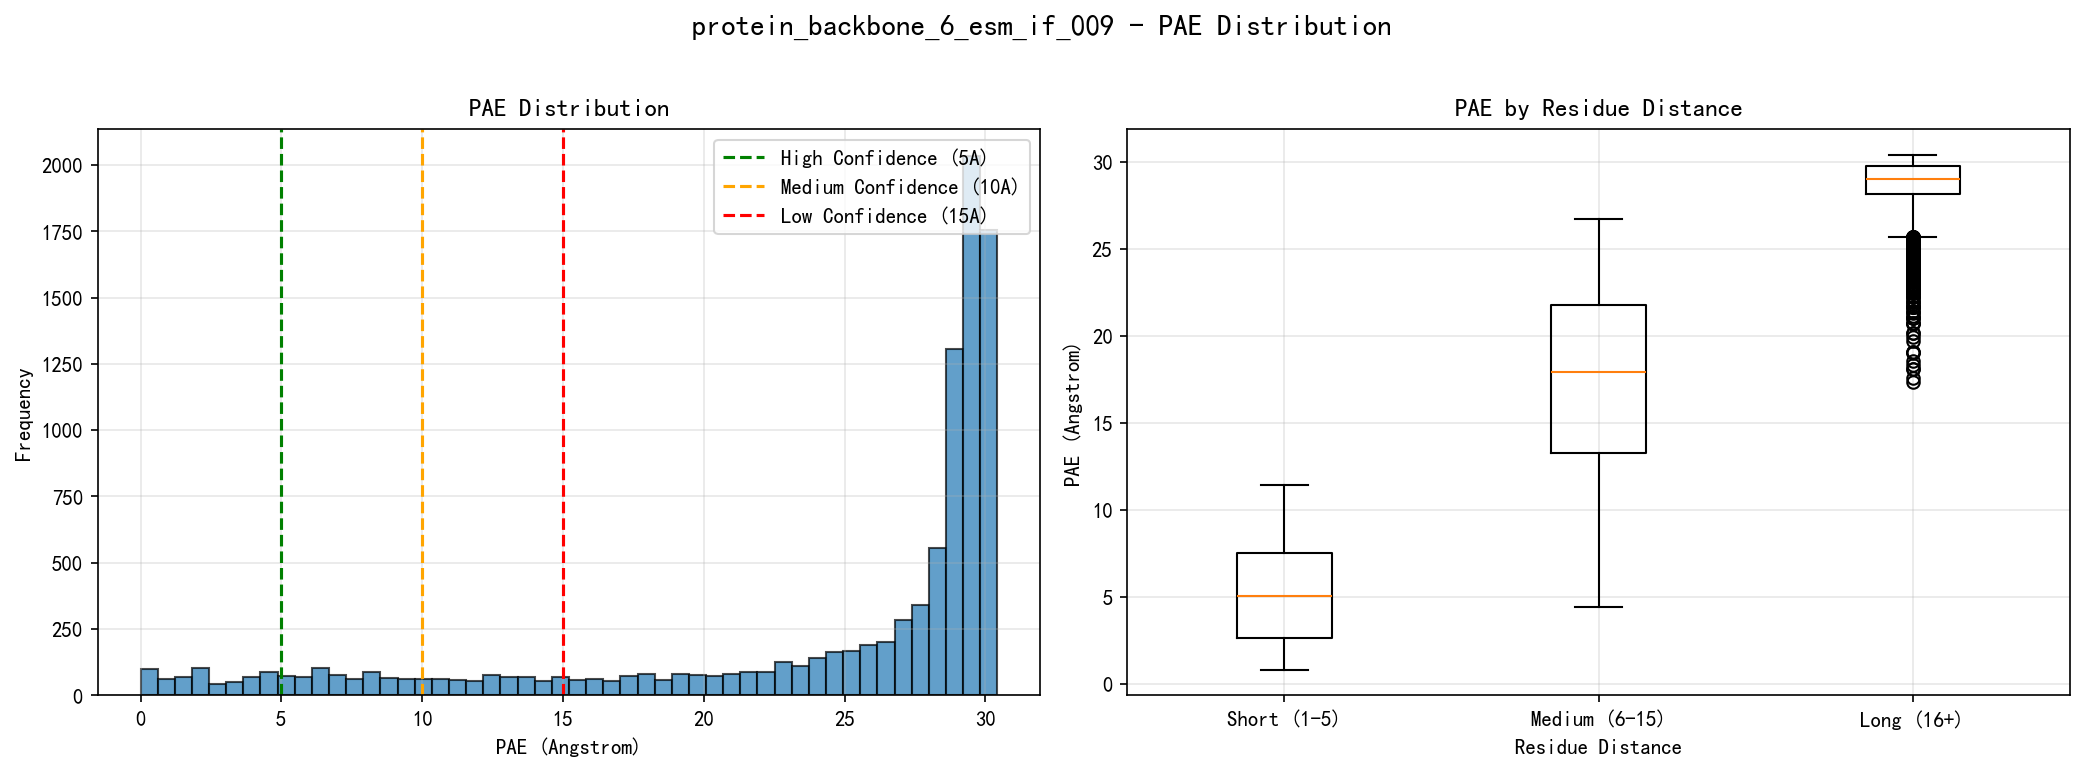 protein_backbone_6_esm_if_009 - PAE Distribution
PAE Distribution
High Confidence (5A)
Medium Confidence (10A)
Low Confidence (15A)
2000
1750
1500
1250
1000
750
500
250
0
Frequency
0 5 10 15 20 25 30
PAE (Angstrom)
PAE by Residue Distance
30
25
20
15
10
5
0
PAE (Angstrom)
Short (1-5) Medium (6-15) Long (16+)
Residue Distance